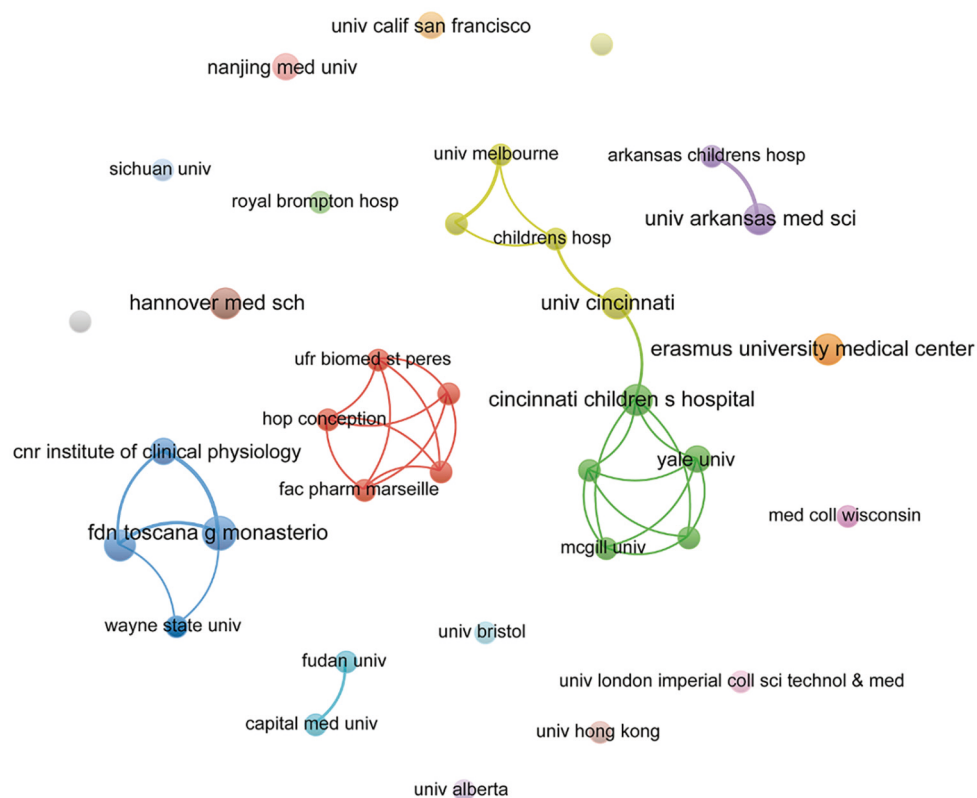 univ calif san francisco
nanjing med univ
univ melbourne
arkansas childrens hosp
sichuan univ
royal brompton hosp
univ arkansas med sci
childrens hosp
hannover med sch
univ cincinnati
erasmus university medical center
ufr biomed st peres
cincinnati children s hospital
hop conception
cnr institute of clinical physiology
yale univ
fac pharm marseille
med coll wisconsin
fdn toscana g monasterio
mcgill univ
wayne state univ
univ bristol
fudan univ
univ london imperial coll sci technol & med
capital med univ
univ hong kong
univ alberta